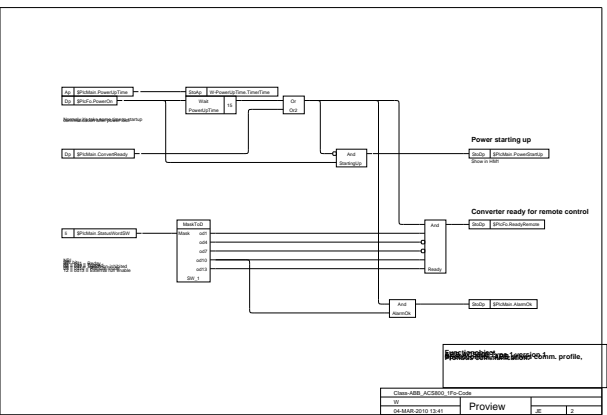 Ap $PlcMain.PowerUpTime
StoAp W-PowerUpTime.TimerTime
Dp $PlcFo.PowerOn
Wait
PowerUpTime
15
Or
Or2
Dp $PlcMain.ConvertReady
And
StartingUp
Power starting up
StoDp $PlcMain.PowerStartUp
Show in HMI
Converter ready for remote control
StoDp $PlcFo.ReadyRemote
Ii $PlcMain.StatusWordSW
MaskToD
Mask od1
od4
od7
od10
od13
SW_1
And
Ready
And
AlarmOk
StoDp $PlcMain.AlarmOk
Functionobject
Class-ABB_ACS800_1Fo-Code
W
04-MAR-2010 13:41
Proview
JE
2